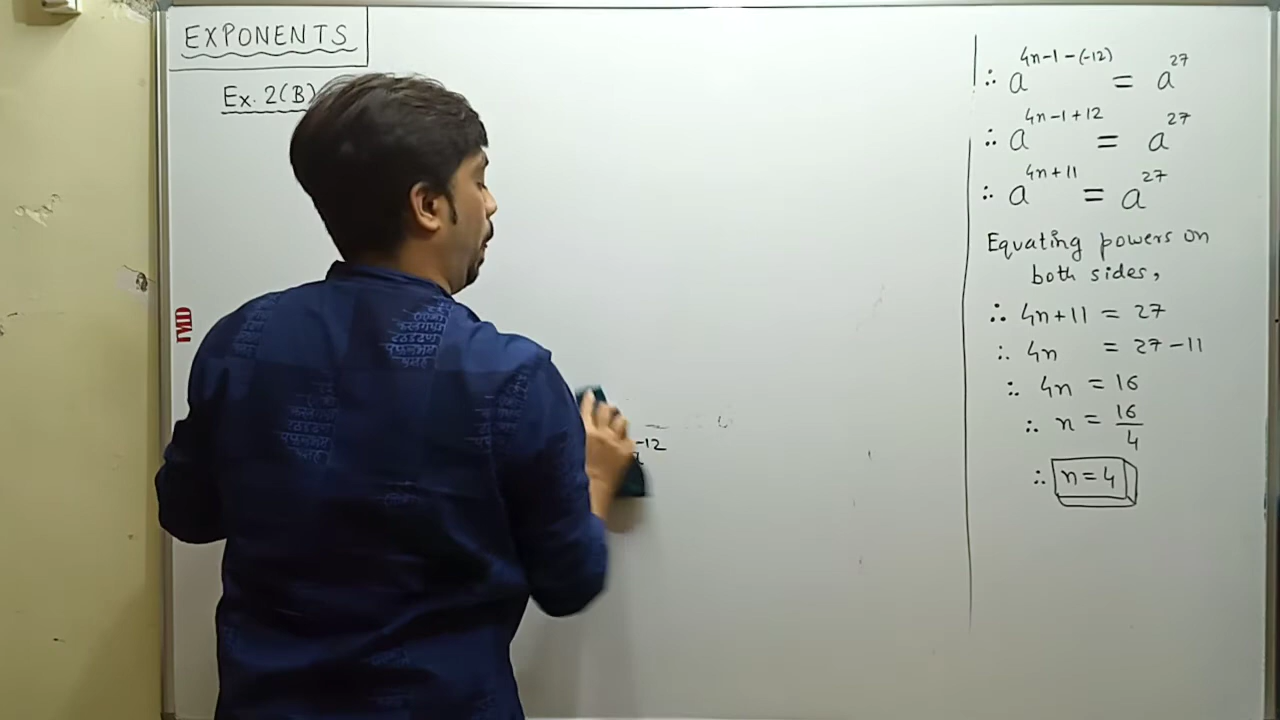 EXPONENTS
Ex. 2(B)
TMD
-12
∴ a^{4n-1-(-12)} = a^{27}
∴ a^{4n-1+12} = a^{27}
∴ a^{4n+11} = a^{27}
Equating powers on
both sides,
∴ 4n+11 = 27
∴ 4n = 27-11
∴ 4n = 16
∴ n = 16/4
∴ n = 4